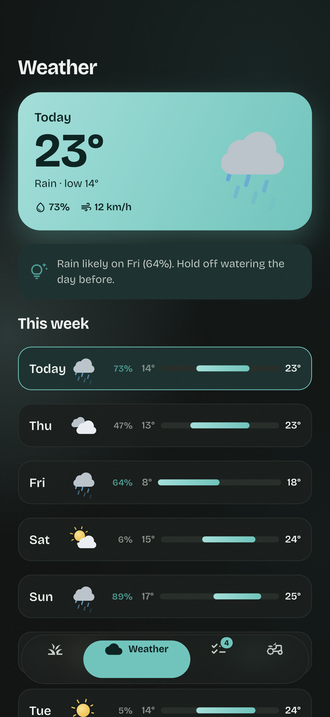 Weather
Today
23°
Rain · low 14°
73% 12 km/h
Rain likely on Fri (64%). Hold off watering the
day before.
This week
Today 73% 14° 23°
Thu 47% 13° 23°
Fri 64% 8° 18°
Sat 6% 15° 24°
Sun 89% 17° 25°
Weather 4
Tue 5% 14° 24°